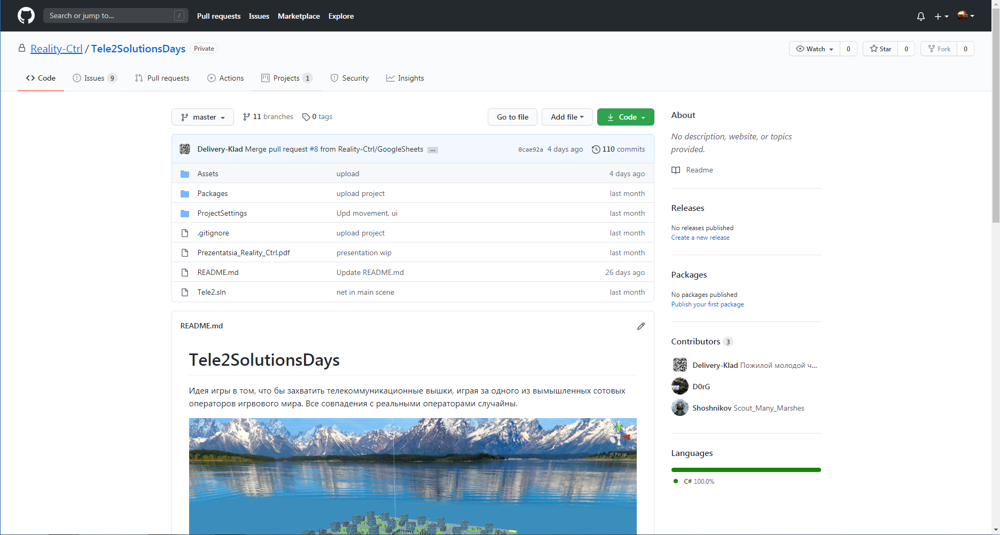 Search or jump to... / Pull requests Issues Marketplace Explore
Reality-Ctrl / Tele2SolutionsDays Private Watch 0 Star 0 Fork 0
Code Issues 9 Pull requests Actions Projects 1 Security Insights
master 11 branches 0 tags Go to file Add file Code
Delivery-Klad Merge pull request #8 from Reality-Ctrl/GoogleSheets ... 0cae92a 4 days ago 110 commits
Assets upload 4 days ago
Packages upload project last month
ProjectSettings Upd movement, ui last month
.gitignore upload project last month
Prezentatsia_Reality_Ctrl.pdf presentation wip last month
README.md Update README.md 26 days ago
Tele2.sln net in main scene last month
README.md
Tele2SolutionsDays
Идея игры в том, что бы захватить телекоммуникационные вышки, играя за одного из вымышленных сотовых
операторов игрвового мира. Все совпадения с реальными операторами случайны.
y
Persp
About
No description, website, or topics
provided.
Readme
Releases
No releases published
Create a new release
Packages
No packages published
Publish your first package
Contributors 3
Delivery-Klad Пожилой молодой ч...
D0rG
Shoshnikov Scout_Many_Marshes
Languages
C# 100.0%